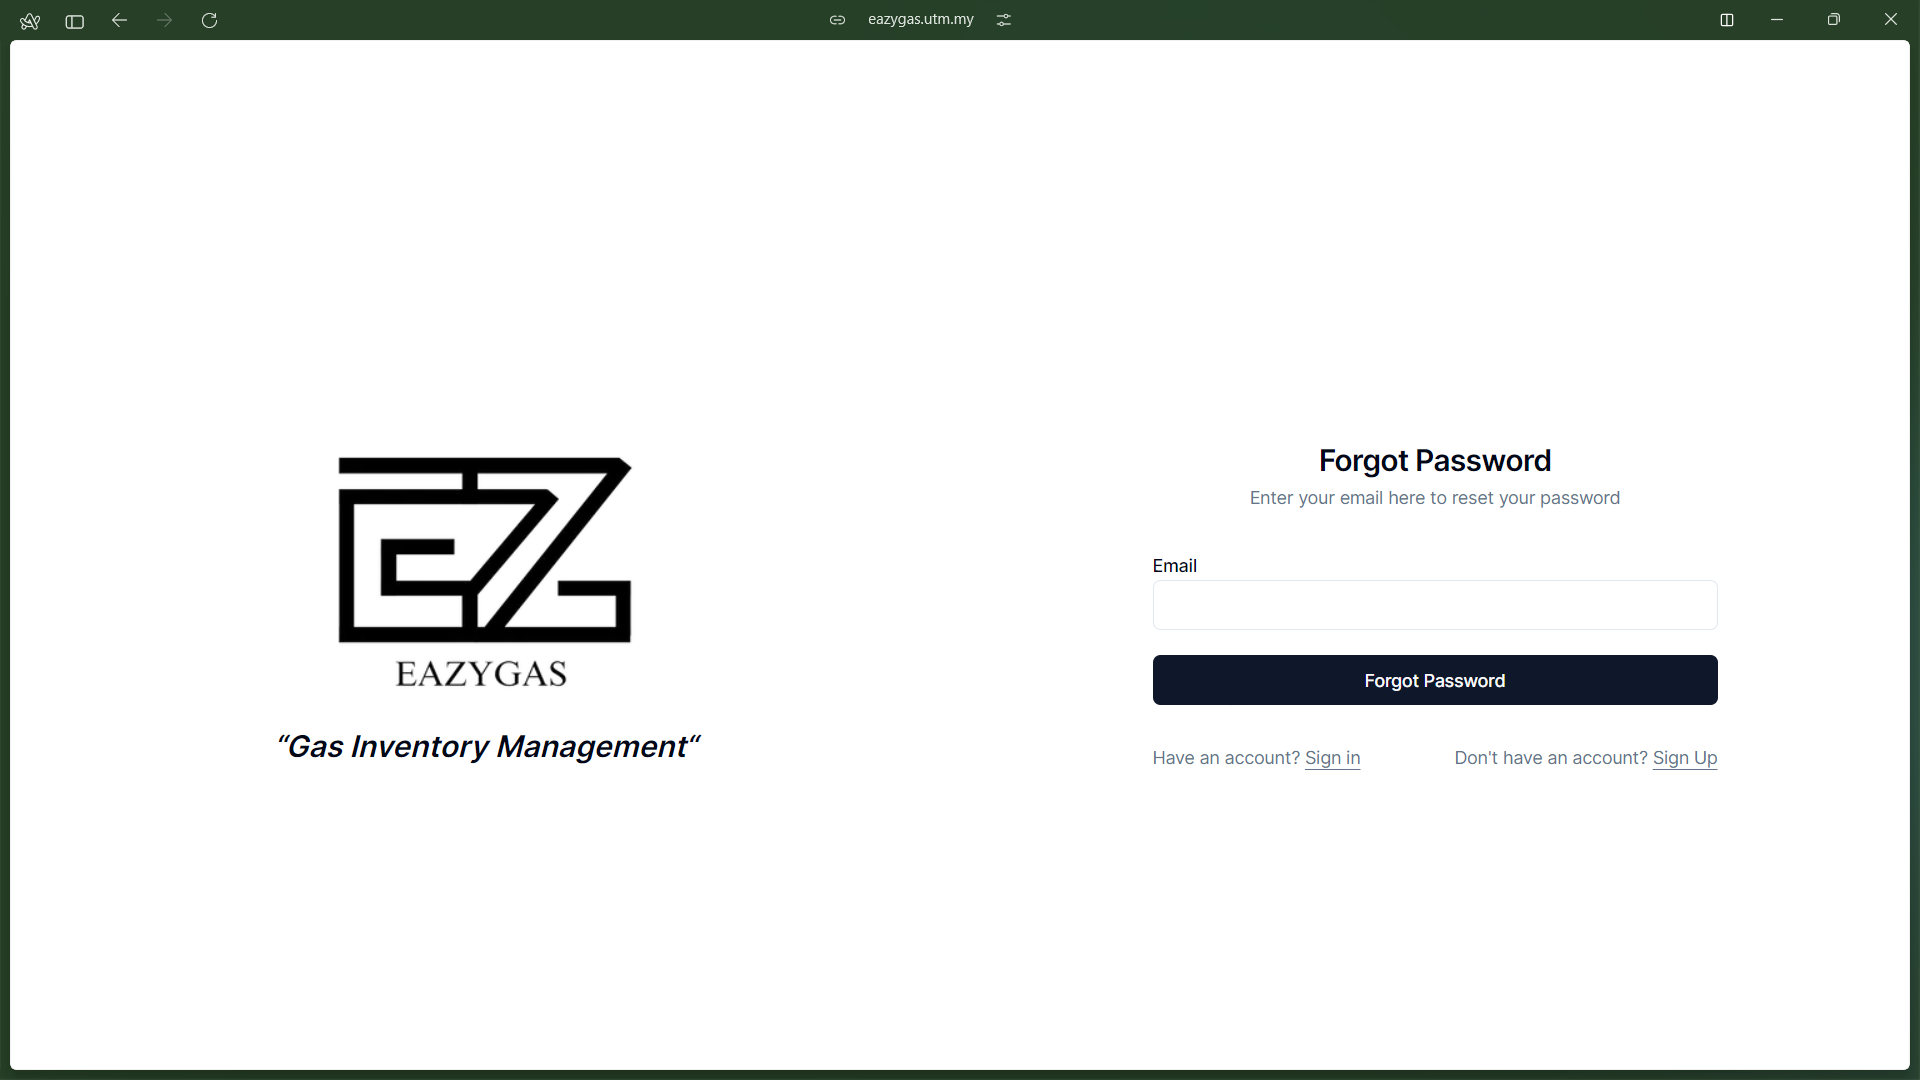 eazygas.utm.my
EAZYGAS
“Gas Inventory Management“
Forgot Password
Enter your email here to reset your password
Email
Forgot Password
Have an account? Sign in
Don't have an account? Sign Up